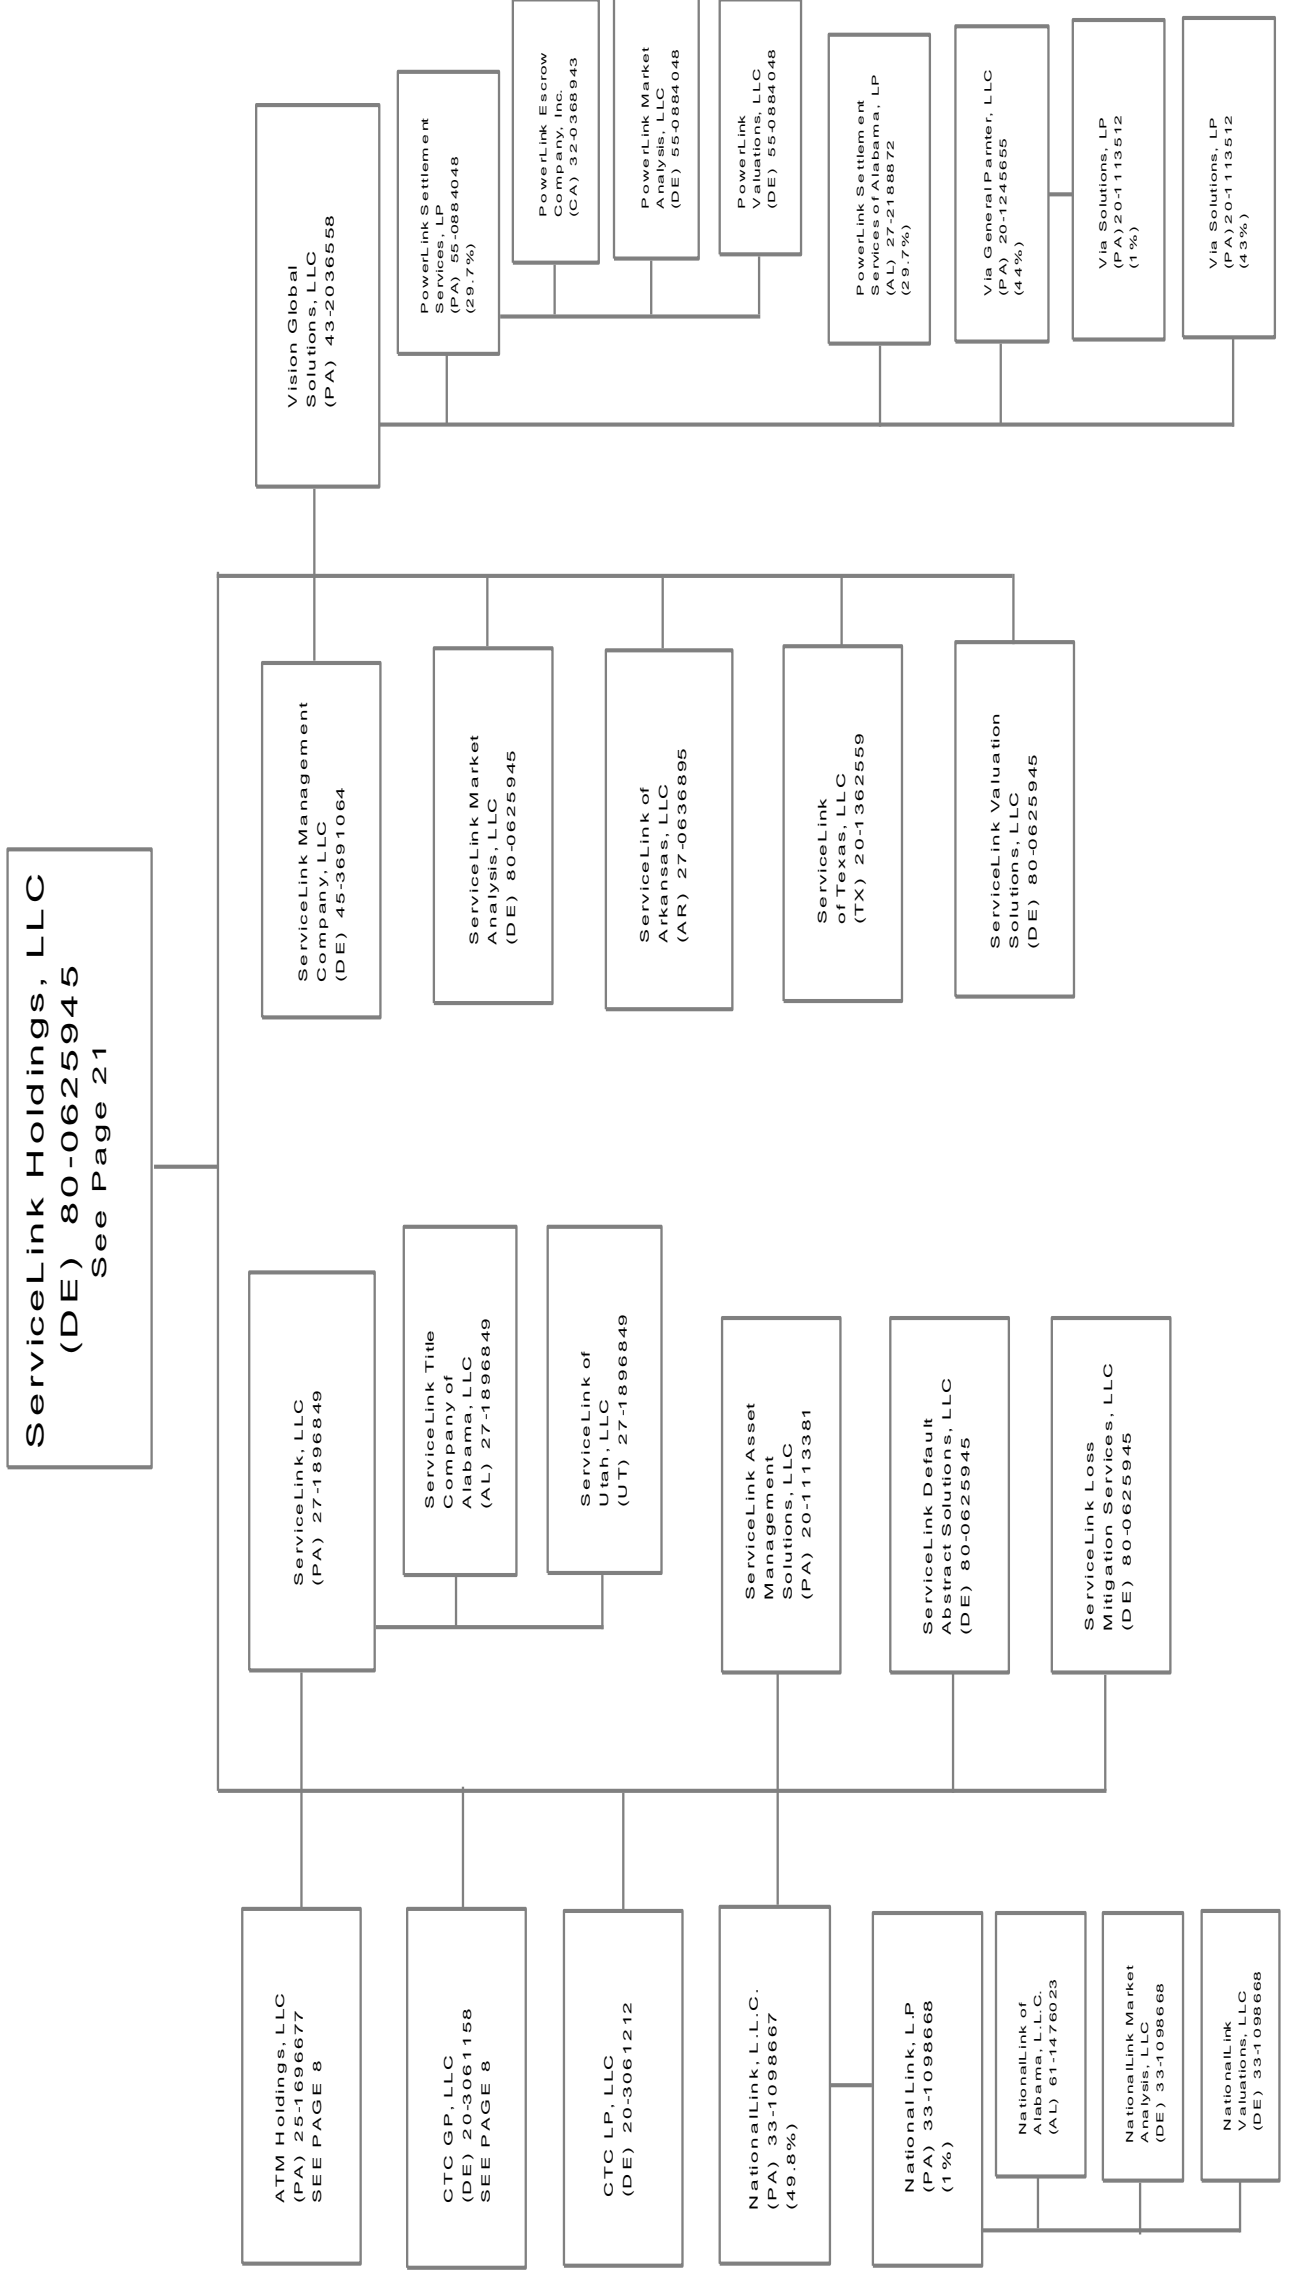 ServiceLink Holdings, LLC
(DE) 80-0625945
See Page 21
ATM Holdings, LLC
(PA) 25-1696677
SEE PAGE 8
CTC GP, LLC
(DE) 20-3061158
SEE PAGE 8
CTC LP, LLC
(DE) 20-3061212
NationalLink, L.L.C.
(PA) 33-1098667
(49.8%)
NationalLink, L.P
(PA) 33-1098668
(1%)
NationalLink of
Alabama, L.L.C.
(AL) 61-1476023
NationalLink Market
Analysis, LLC
(DE) 33-1098668
NationalLink
Valuations, LLC
(DE) 33-1098668
ServiceLink, LLC
(PA) 27-1896849
ServiceLink Title
Company of
Alabama, LLC
(AL) 27-1896849
ServiceLink of
Utah, LLC
(UT) 27-1896849
ServiceLink Asset
Management
Solutions, LLC
(PA) 20-1113381
ServiceLink Default
Abstract Solutions, LLC
(DE) 80-0625945
ServiceLink Loss
Mitigation Services, LLC
(DE) 80-0625945
ServiceLink Management
Company, LLC
(DE) 45-3691064
ServiceLink Market
Analysis, LLC
(DE) 80-0625945
ServiceLink of
Arkansas, LLC
(AR) 27-0636895
ServiceLink
of Texas, LLC
(TX) 20-1362559
ServiceLink Valuation
Solutions, LLC
(DE) 80-0625945
Vision Global
Solutions, LLC
(PA) 43-2036558
PowerLink Settlement
Services, LP
(PA) 55-0884048
(29.7%)
PowerLink Escrow
Company, Inc.
(CA) 32-0368943
PowerLink Market
Analysis, LLC
(DE) 55-0884048
PowerLink
Valuations, LLC
(DE) 55-0884048
PowerLink Settlement
Services of Alabama, LP
(AL) 27-2188872
(29.7%)
Via General Parnter, LLC
(PA) 20-1245655
(44%)
Via Solutions, LP
(PA) 20-1113512
(1%)
Via Solutions, LP
(PA) 20-1113512
(43%)